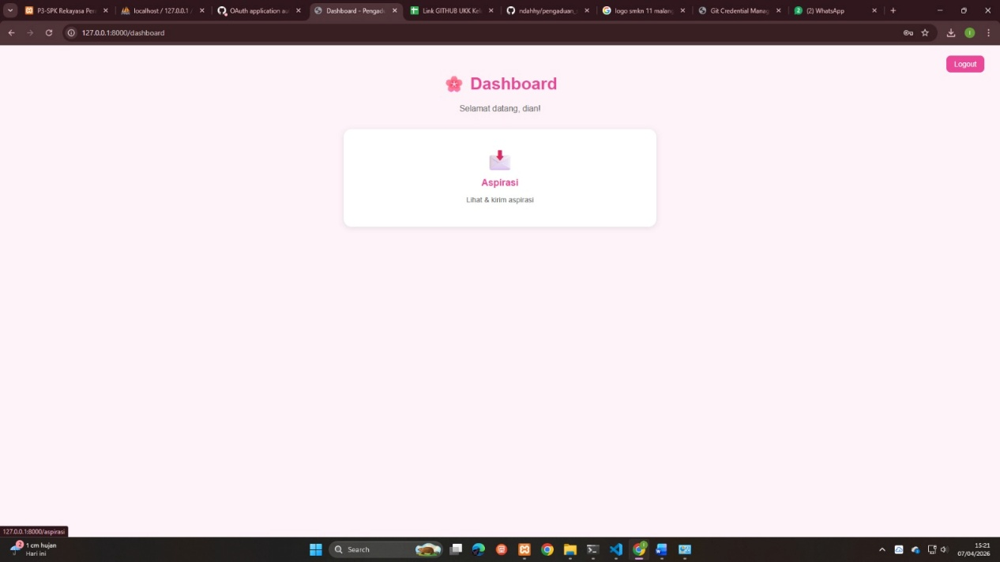 P3-SPK Rekayasa Pera
localhost / 127.0.0.1 /
OAuth application au
Dashboard - Pengadu
Link GITHUB UKK Kel
ndahhy/pengaduan_
logo smkn 11 malang
Git Credential Manag
(2) WhatsApp
127.0.0.1:8000/dashboard
Logout
Dashboard
Selamat datang, dian!
Aspirasi
Lihat & kirim aspirasi
127.0.0.1:8000/aspirasi
2
1 cm hujan
Hari ini
Search
15:21
07/04/2026